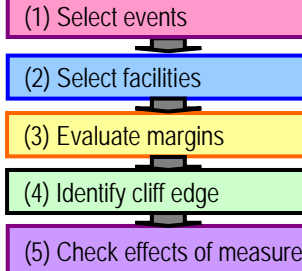 (1) Select events
(2) Select facilities
(3) Evaluate margins
(4) Identify cliff edge
(5) Check effects of measure